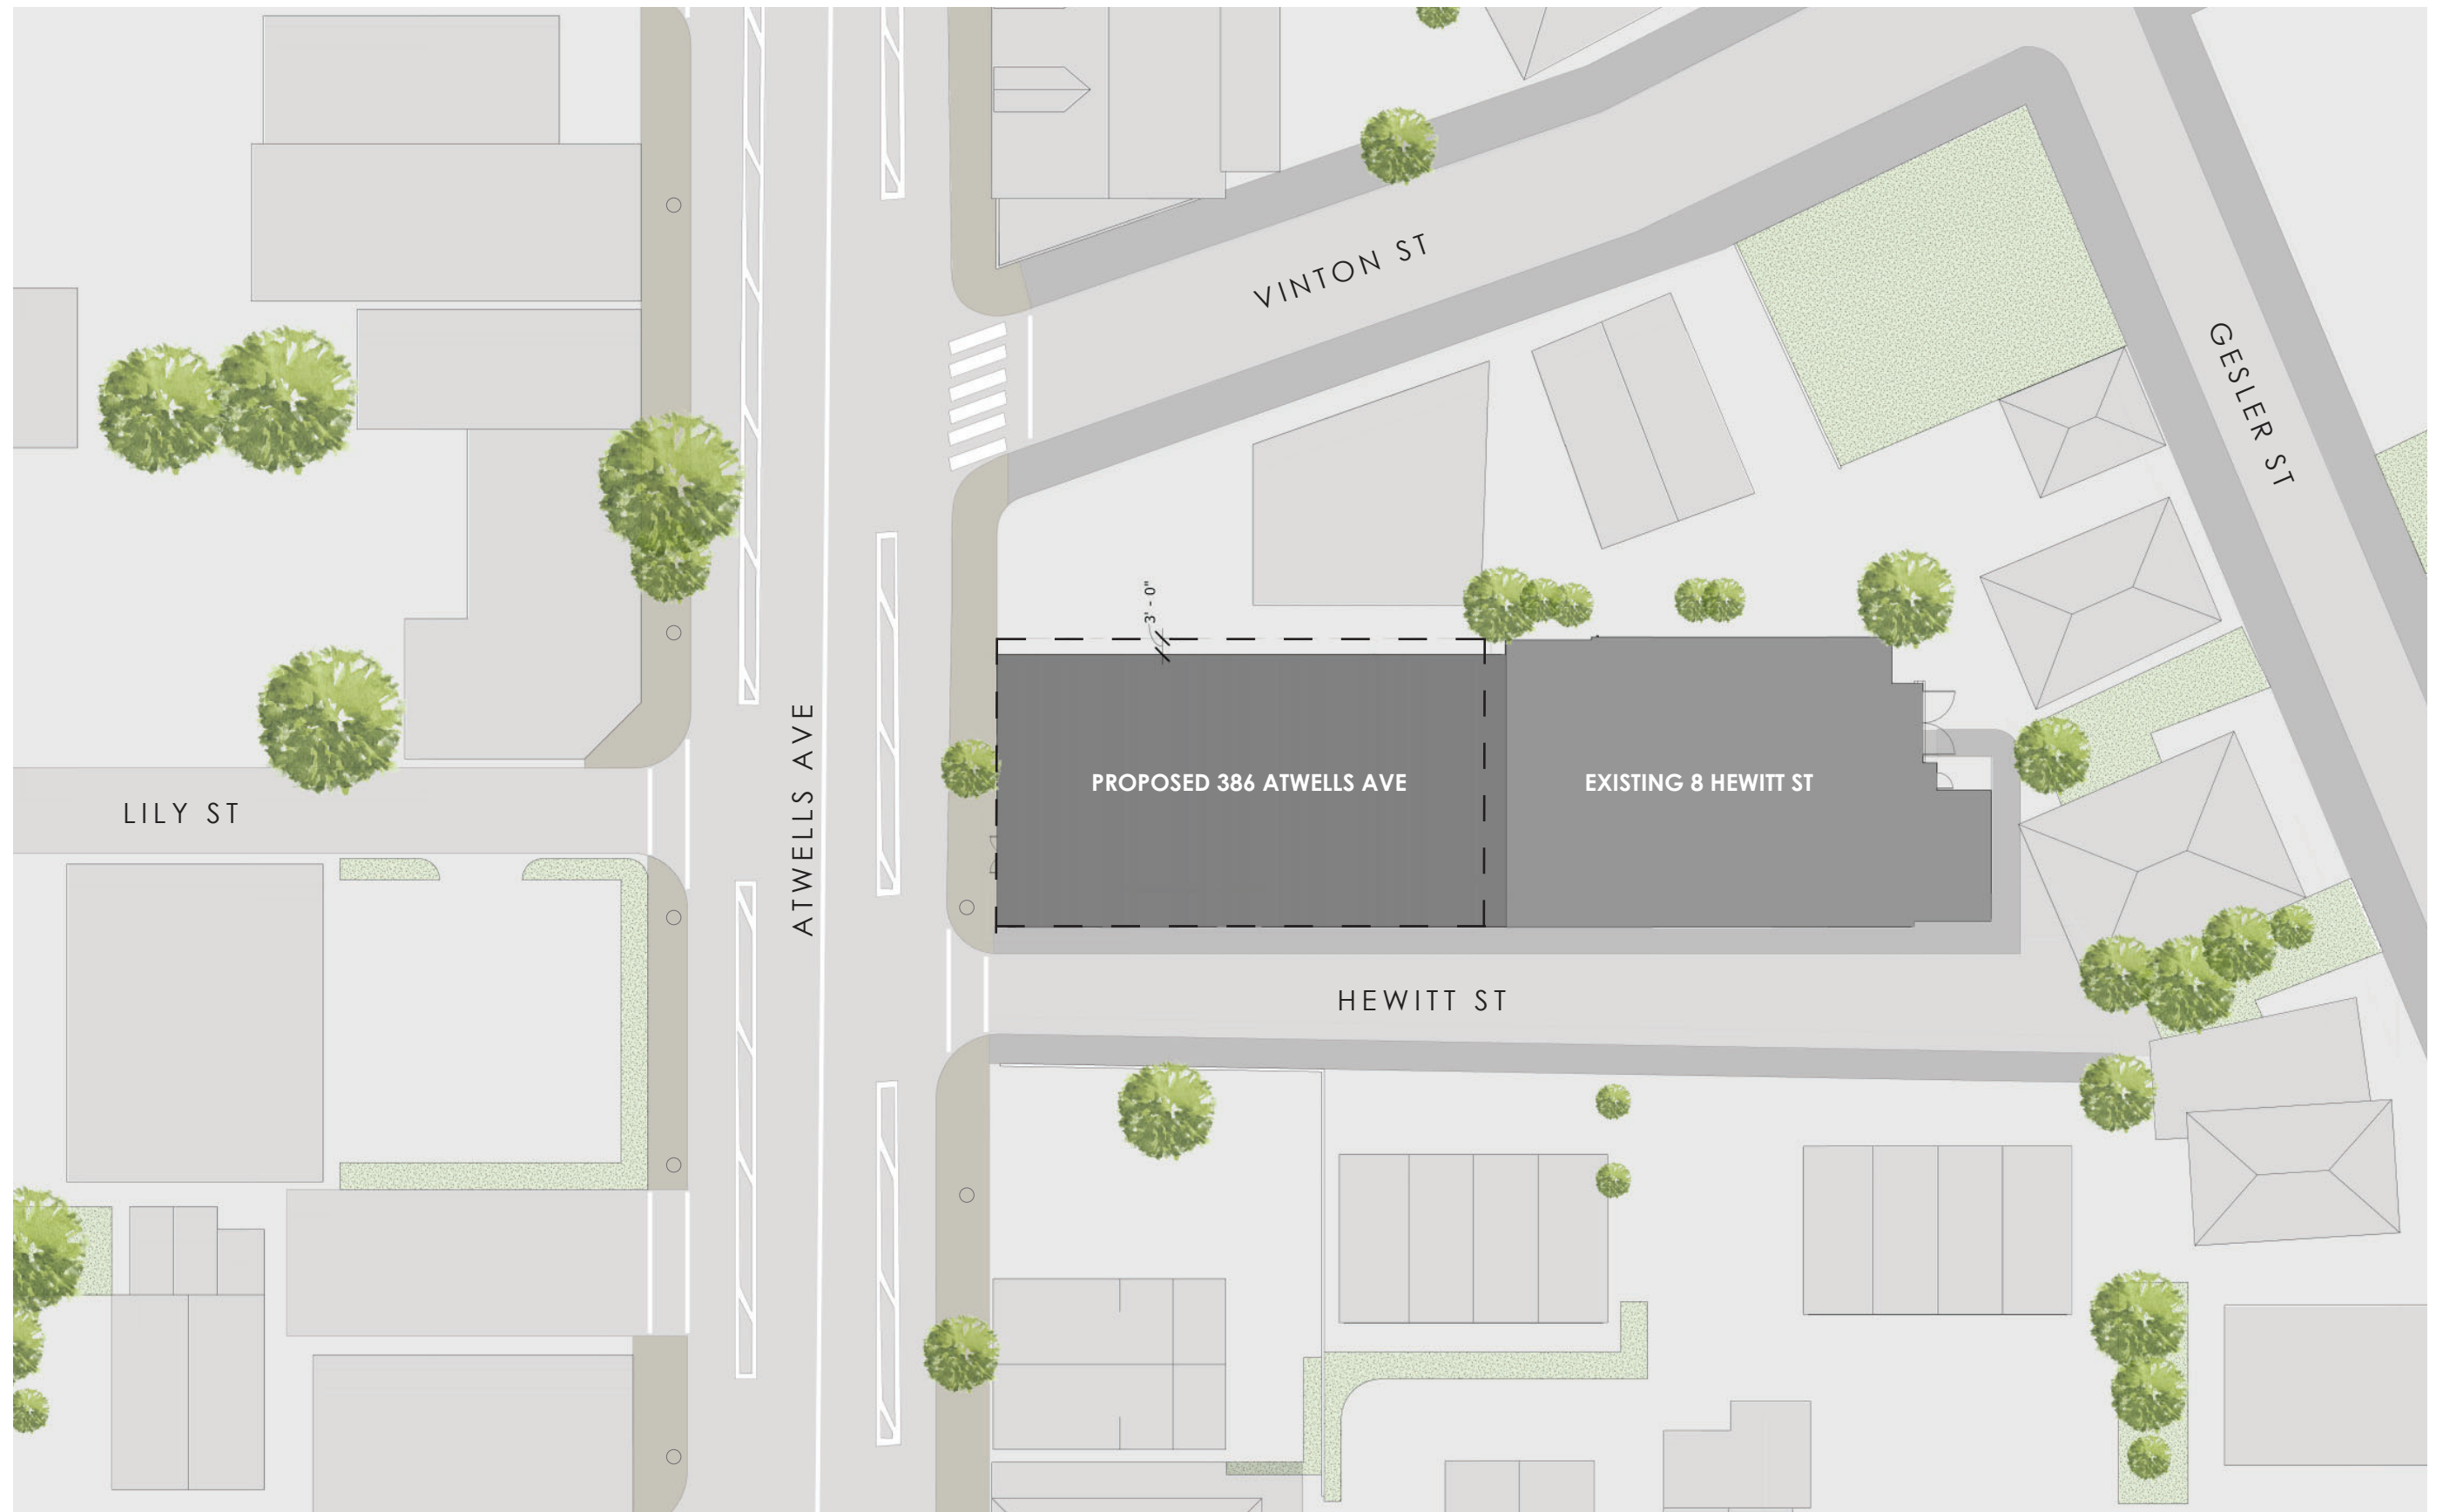 VINTON ST
GESLER ST
3' - 0"
ATWELLS AVE
PROPOSED 386 ATWELLS AVE
EXISTING 8 HEWITT ST
LILY ST
HEWITT ST